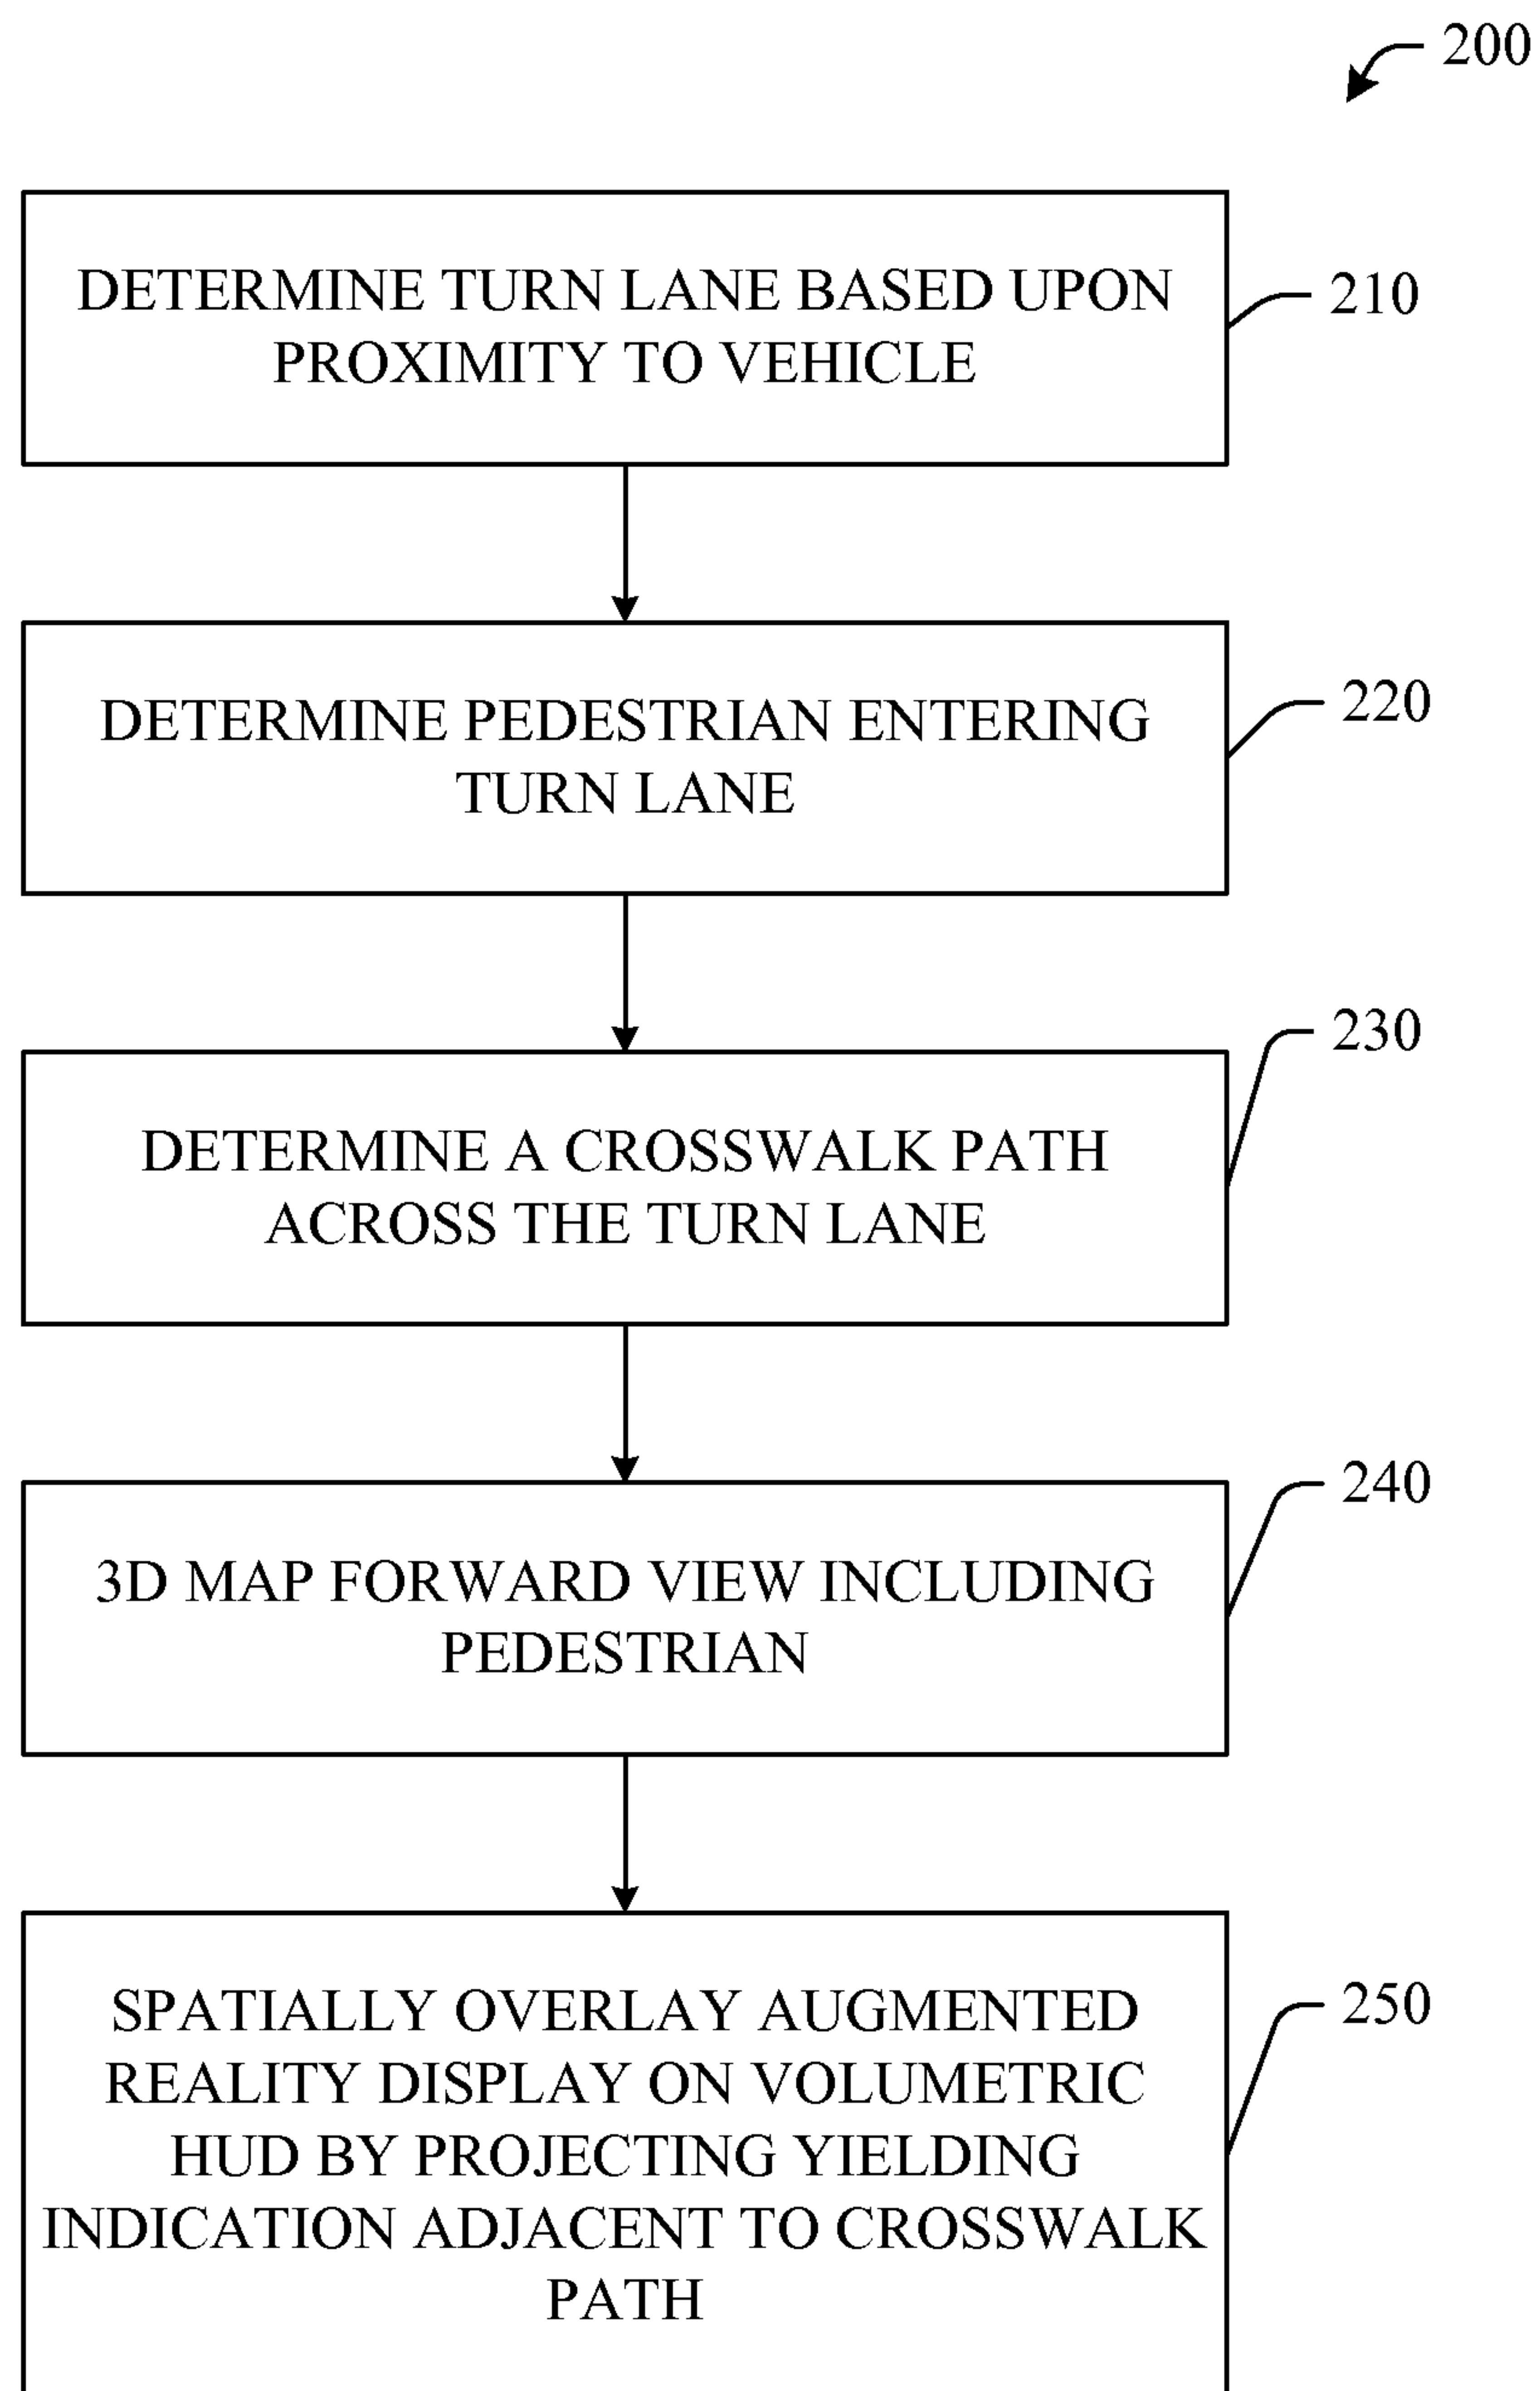 200
DETERMINE TURN LANE BASED UPON
PROXIMITY TO VEHICLE
210
DETERMINE PEDESTRIAN ENTERING
TURN LANE
220
DETERMINE A CROSSWALK PATH
ACROSS THE TURN LANE
230
3D MAP FORWARD VIEW INCLUDING
PEDESTRIAN
240
SPATIALLY OVERLAY AUGMENTED
REALITY DISPLAY ON VOLUMETRIC
HUD BY PROJECTING YIELDING
INDICATION ADJACENT TO CROSSWALK
PATH
250